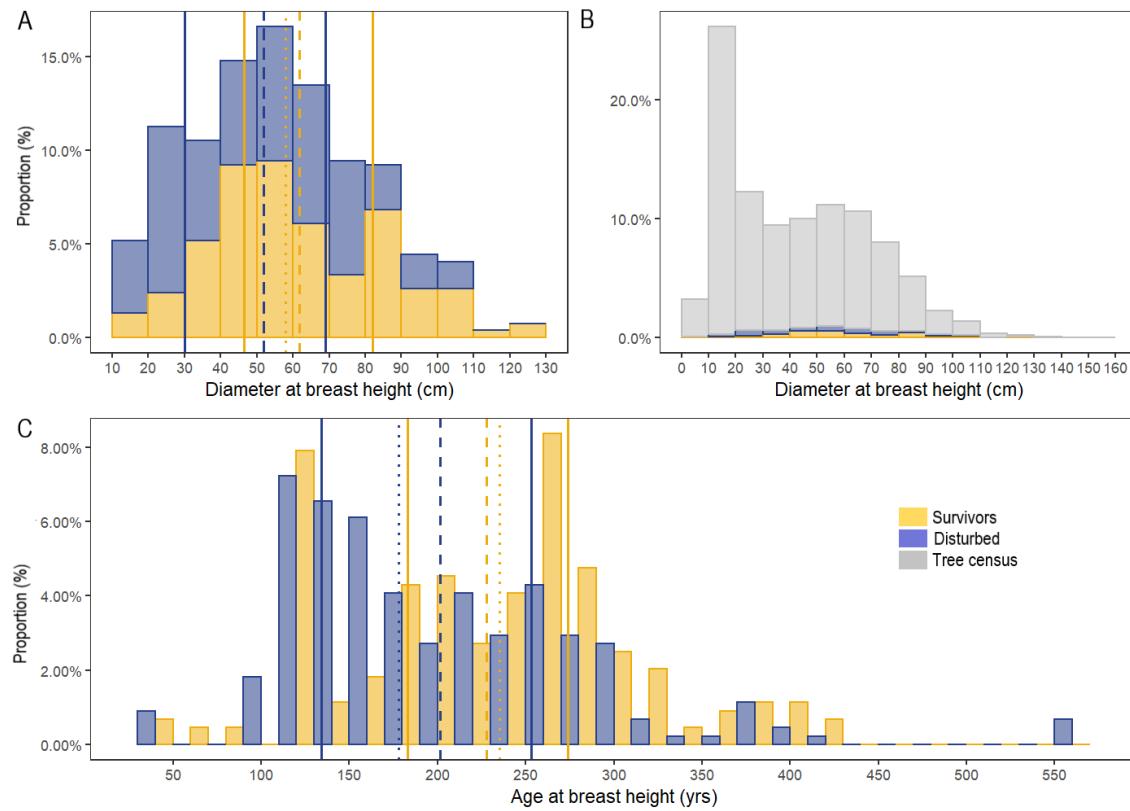 A
15.0%
10.0%
5.0%
0.0%
Proportion (%)
10 20 30 40 50 60 70 80 90 100 110 120 130
Diameter at breast height (cm)
B
20.0%
10.0%
0.0%
0 10 20 30 40 50 60 70 80 90 100 110 120 130 140 150 160
Diameter at breast height (cm)
C
8.00%
6.00%
4.00%
2.00%
0.00%
Proportion (%)
Survivors
Disturbed
Tree census
50 100 150 200 250 300 350 400 450 500 550
Age at breast height (yrs)